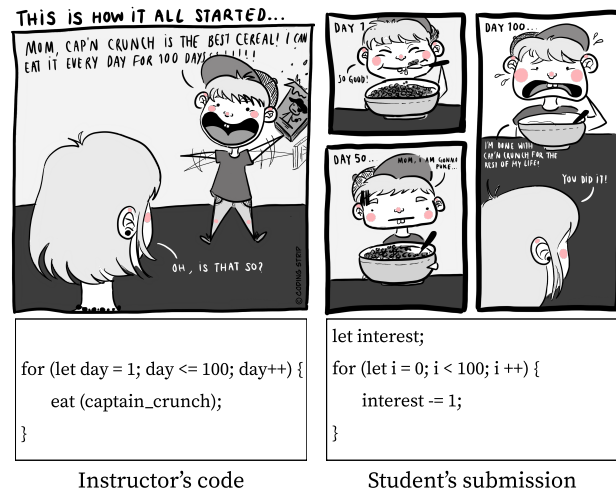 THIS IS HOW IT ALL STARTED...
MOM, CAP'N CRUNCH IS THE BEST CEREAL! I CAN
EAT IT EVERY DAY FOR 100 DAYS!!!!!!!
OH, IS THAT SO?
© CODING STRIP
DAY 1
SO GOOD!
DAY 50...
MOM, I AM GONNA
PUKE...
DAY 100...
I'M DONE WITH
CAP'N CRUNCH FOR THE
REST OF MY LIFE!
YOU DID IT!
for (let day = 1; day <= 100; day++) {
eat (captain_crunch);
}
Instructor's code
let interest;
for (let i = 0; i < 100; i ++) {
interest -= 1;
}
Student's submission